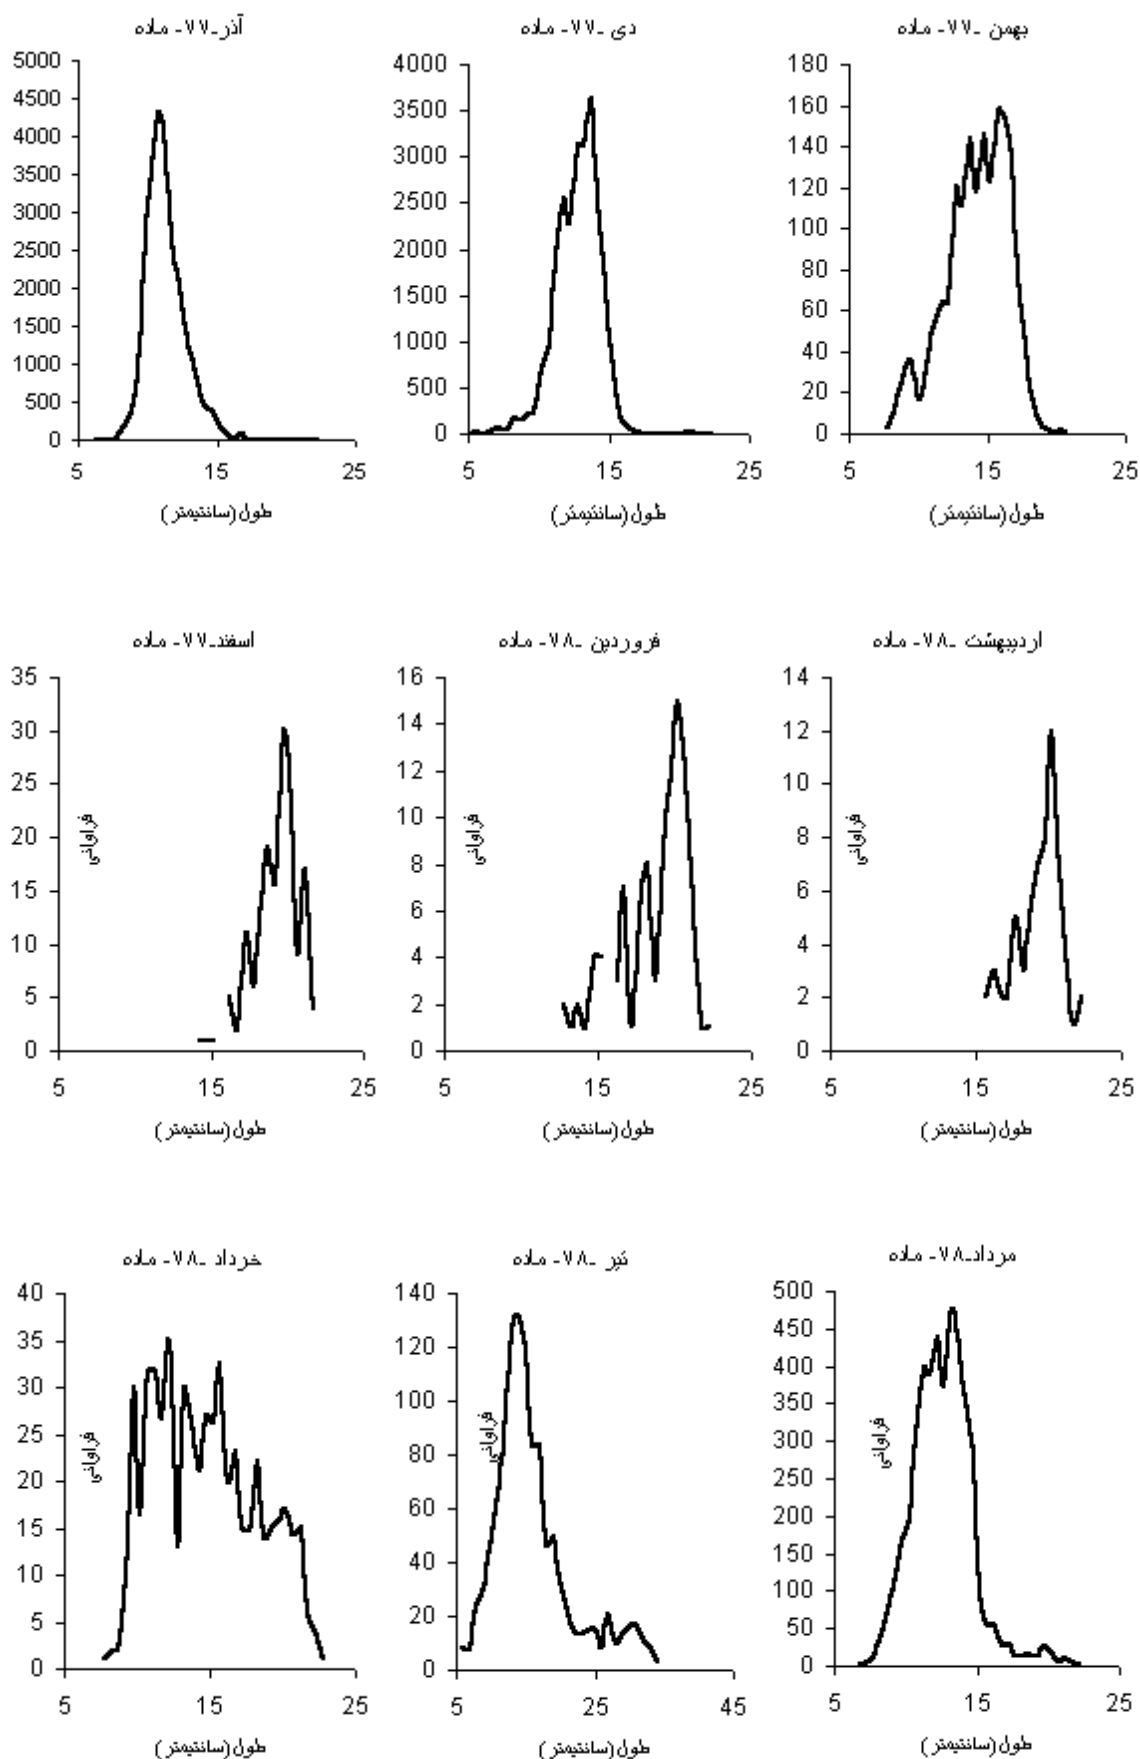 آذر-۷۷- ماده
5000
4500
4000
3500
3000
2500
2000
1500
1000
500
0
5 15 25
طول(سانتیمتر)
دی -۷۷- ماده
4000
3500
3000
2500
2000
1500
1000
500
0
5 15 25
طول(سانتیمتر)
بهمن -۷۷- ماده
180
160
140
120
100
80
60
40
20
0
5 15 25
طول(سانتیمتر)
اسفند-۷۷- ماده
35
30
25
20
15
10
5
0
فراوانی
5 15 25
طول(سانتیمتر)
فروردین -۷۸- ماده
16
14
12
10
8
6
4
2
0
فراوانی
5 15 25
طول(سانتیمتر)
اردیبهشت -۷۸- ماده
14
12
10
8
6
4
2
0
فراوانی
5 15 25
طول(سانتیمتر)
خرداد -۷۸- ماده
40
35
30
25
20
15
10
5
0
فراوانی
5 15 25
طول(سانتیمتر)
تیر -۷۸- ماده
140
120
100
80
60
40
20
0
فراوانی
5 25 45
طول(سانتیمتر)
مرداد-۷۸- ماده
500
450
400
350
300
250
200
150
100
50
0
فراوانی
5 15 25
طول(سانتیمتر)